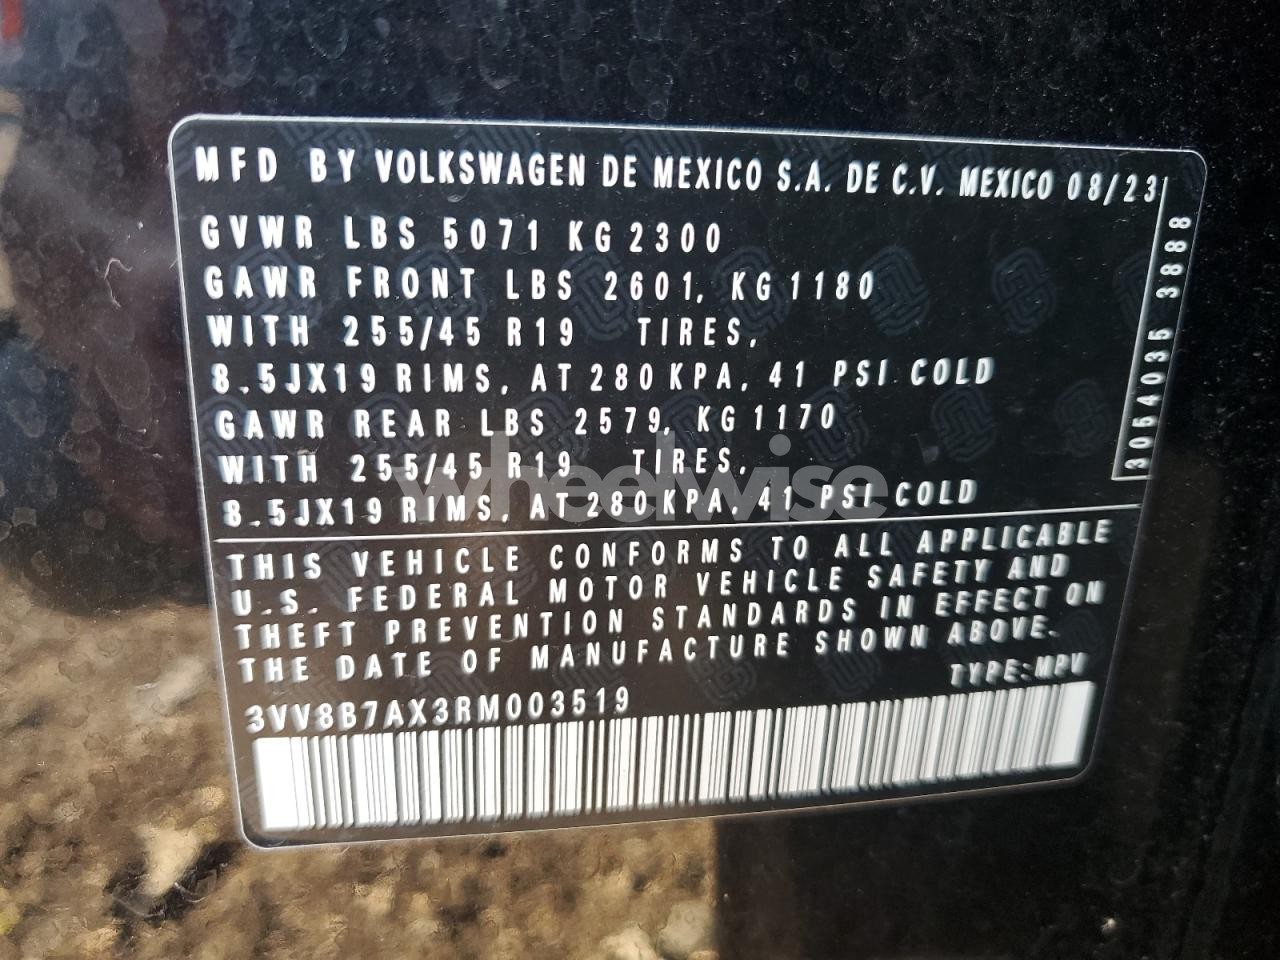 MFD BY VOLKSWAGEN DE MEXICO S.A. DE C.V. MEXICO 08/23
GVWR LBS 5071 KG 2300
GAWR FRONT LBS 2601, KG 1180
WITH 255/45 R19 TIRES,
8.5JX19 RIMS, AT 280 KPA, 41 PSI COLD
GAWR REAR LBS 2579, KG 1170
WITH 255/45 R19 TIRES,
8.5JX19 RIMS, AT 280 KPA, 41 PSI COLD
THIS VEHICLE CONFORMS TO ALL APPLICABLE
U.S. FEDERAL MOTOR VEHICLE SAFETY AND
THEFT PREVENTION STANDARDS IN EFFECT ON
THE DATE OF MANUFACTURE SHOWN ABOVE.
TYPE: MPV
3VV8B7AX3RM003519
3054035 3888
wheelwise